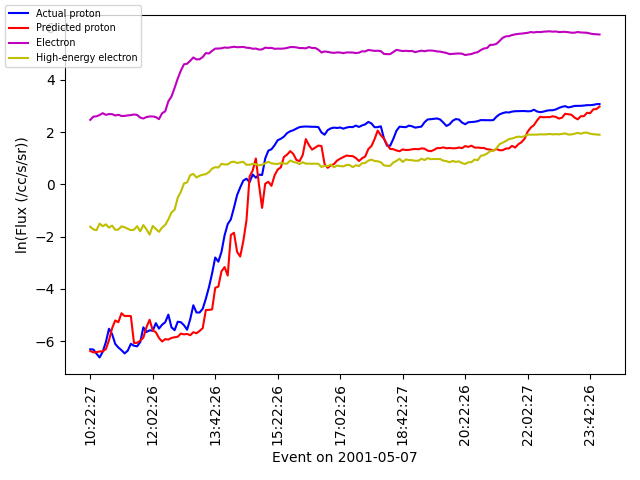 Actual proton
Predicted proton
Electron
High-energy electron
4
2
0
−2
−4
−6
ln(Flux (/cc/s/sr))
10:22:27
12:02:26
13:42:26
15:22:26
17:02:26
18:42:27
20:22:26
22:02:27
23:42:26
Event on 2001-05-07